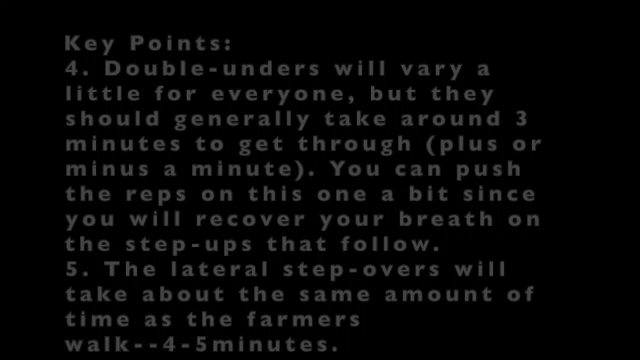 Key Points:
4. Double-unders will vary a
little for everyone, but they
should generally take around 3
minutes to get through (plus or
minus a minute). You can push
the reps on this one a bit since
you will recover your breath on
the step-ups that follow.
5. The lateral step-overs will
take about the same amount of
time as the farmers
walk--4-5minutes.